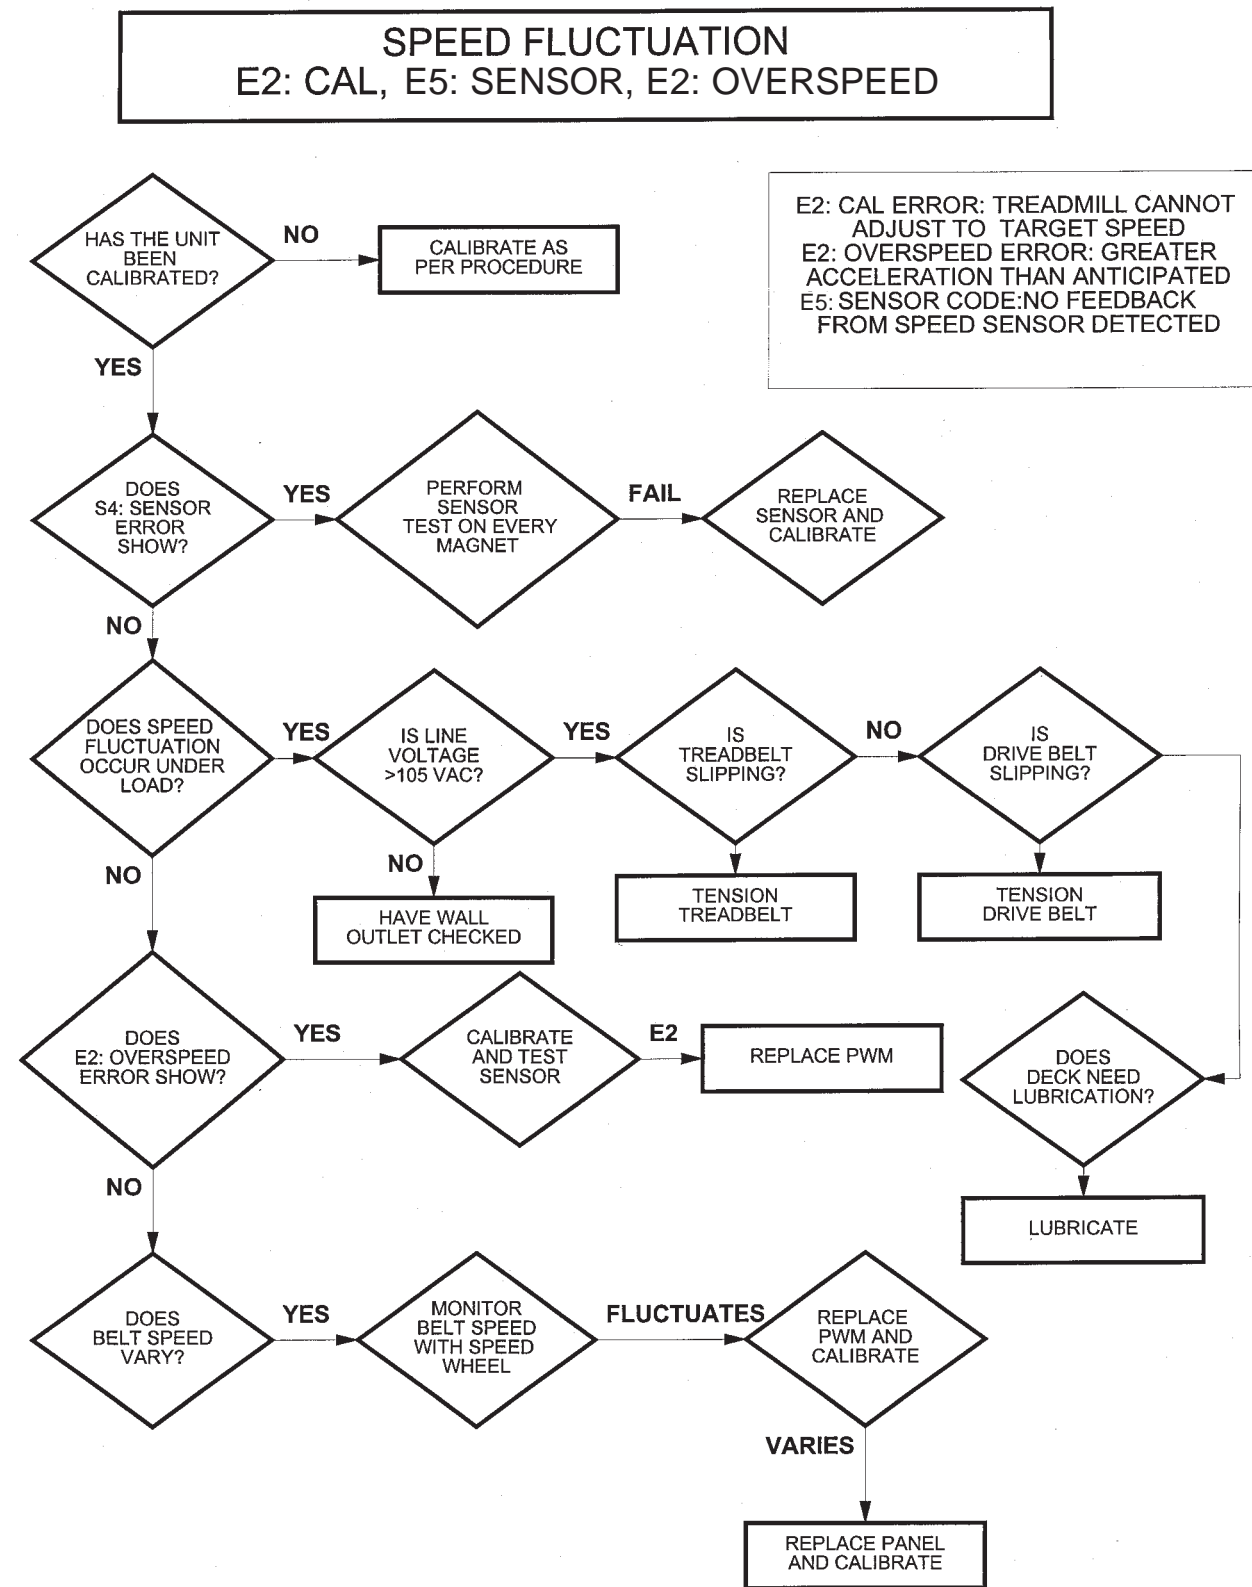 SPEED FLUCTUATION
E2: CAL, E5: SENSOR, E2: OVERSPEED
E2: CAL ERROR: TREADMILL CANNOT
ADJUST TO TARGET SPEED
E2: OVERSPEED ERROR: GREATER
ACCELERATION THAN ANTICIPATED
E5: SENSOR CODE:NO FEEDBACK
FROM SPEED SENSOR DETECTED
HAS THE UNIT
BEEN
CALIBRATED?
NO
CALIBRATE AS
PER PROCEDURE
YES
DOES
S4: SENSOR
ERROR
SHOW?
YES
PERFORM
SENSOR
TEST ON EVERY
MAGNET
FAIL
REPLACE
SENSOR AND
CALIBRATE
NO
DOES SPEED
FLUCTUATION
OCCUR UNDER
LOAD?
YES
IS LINE
VOLTAGE
>105 VAC?
YES
IS
TREADBELT
SLIPPING?
NO
IS
DRIVE BELT
SLIPPING?
NO
NO
HAVE WALL
OUTLET CHECKED
TENSION
TREADBELT
TENSION
DRIVE BELT
DOES
E2: OVERSPEED
ERROR SHOW?
YES
CALIBRATE
AND TEST
SENSOR
E2
REPLACE PWM
DOES
DECK NEED
LUBRICATION?
LUBRICATE
NO
DOES
BELT SPEED
VARY?
YES
MONITOR
BELT SPEED
WITH SPEED
WHEEL
FLUCTUATES
REPLACE
PWM AND
CALIBRATE
VARIES
REPLACE PANEL
AND CALIBRATE